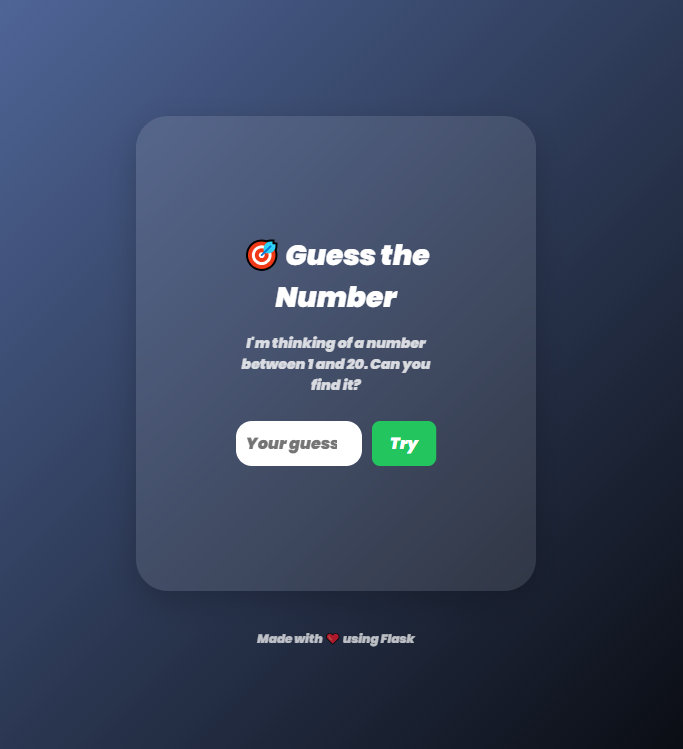 🎯 Guess the
Number
I'm thinking of a number
between 1 and 20. Can you
find it?
Your guess
Try
Made with ❤️ using Flask